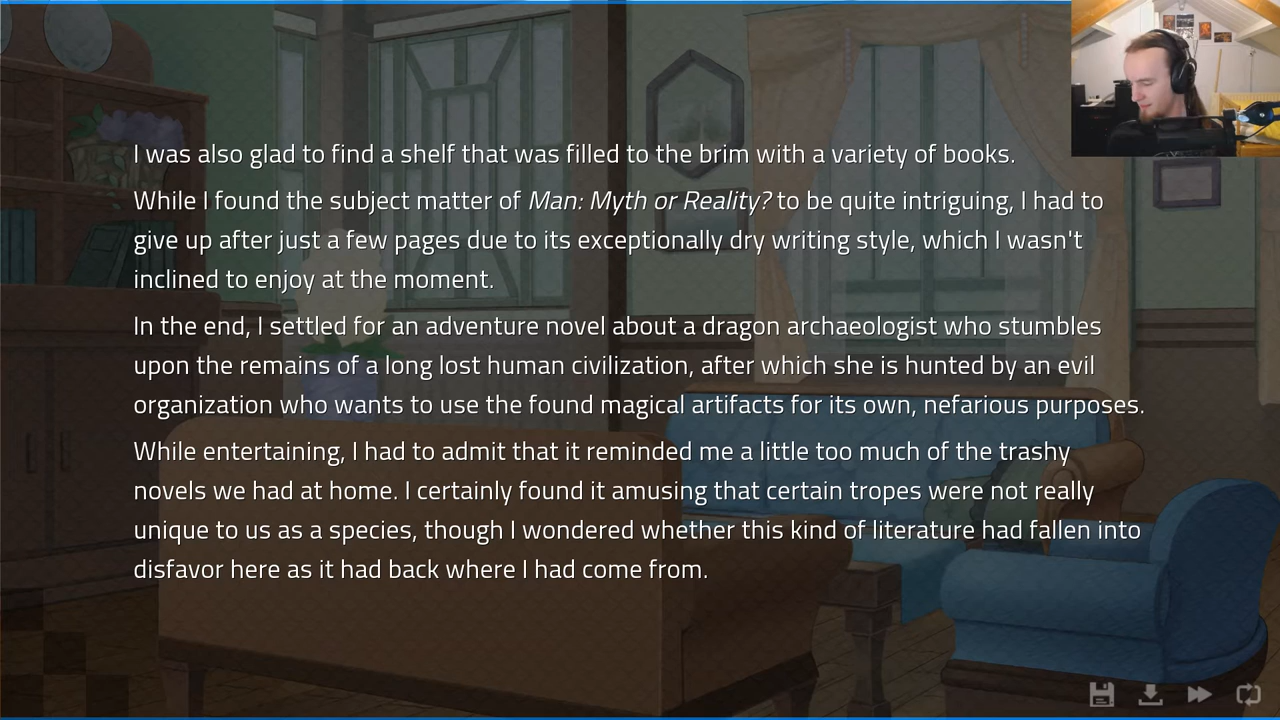 I was also glad to find a shelf that was filled to the brim with a variety of books.
While I found the subject matter of Man: Myth or Reality? to be quite intriguing, I had to
give up after just a few pages due to its exceptionally dry writing style, which I wasn't
inclined to enjoy at the moment.
In the end, I settled for an adventure novel about a dragon archaeologist who stumbles
upon the remains of a long lost human civilization, after which she is hunted by an evil
organization who wants to use the found magical artifacts for its own, nefarious purposes.
While entertaining, I had to admit that it reminded me a little too much of the trashy
novels we had at home. I certainly found it amusing that certain tropes were not really
unique to us as a species, though I wondered whether this kind of literature had fallen into
disfavor here as it had back where I had come from.